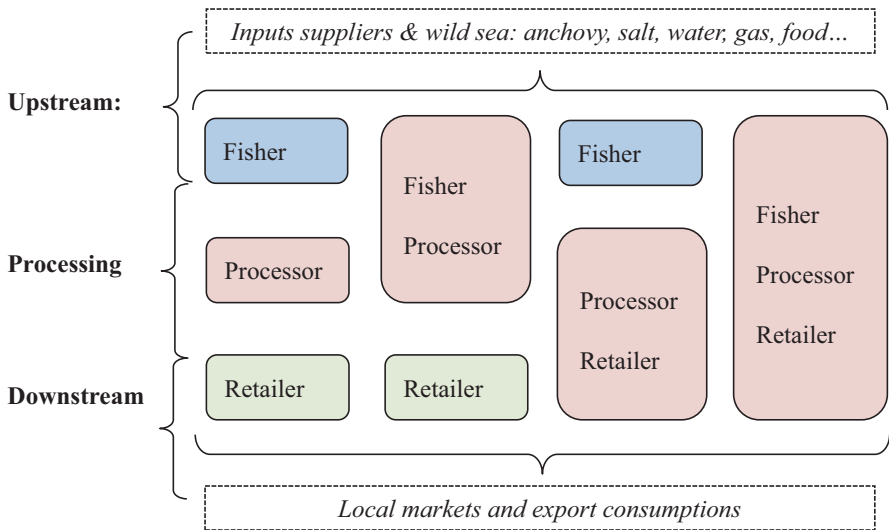 Inputs suppliers & wild sea: anchovy, salt, water, gas, food…
Upstream:
Fisher
Fisher
Processor
Fisher
Fisher
Processor
Retailer
Processing
Processor
Processor
Retailer
Downstream
Retailer
Retailer
Local markets and export consumptions